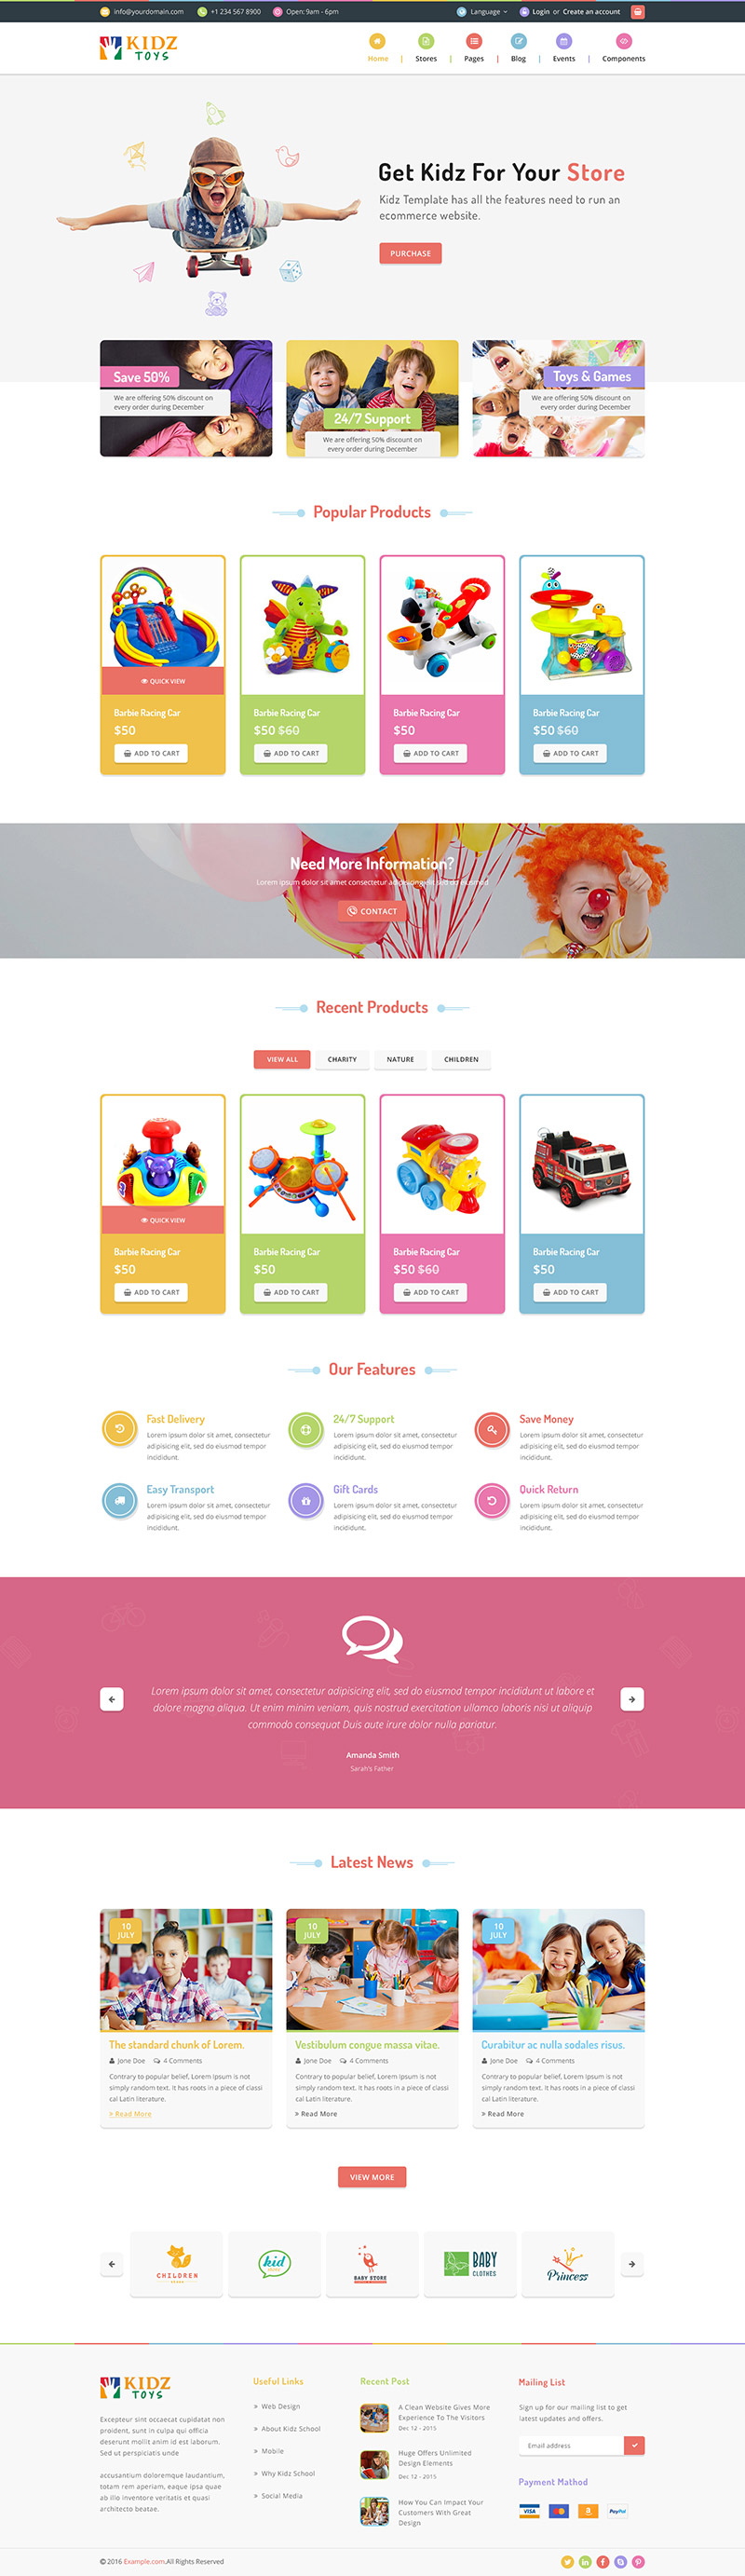 info@yourdomain.com +1 234 567 8900 Open: 9am - 6pm Language Login or Create an account
KIDZ
TOYS
Home Stores Pages Blog Events Components
Get Kidz For Your Store
Kidz Template has all the features need to run an
ecommerce website.
PURCHASE
Save 50%
We are offering 50% discount on
every order during December
24/7 Support
We are offering 50% discount on
every order during December
Toys & Games
We are offering 50% discount on
every order during December
Popular Products
QUICK VIEW
Barbie Racing Car
$50
ADD TO CART
Barbie Racing Car
$50 $60
ADD TO CART
Barbie Racing Car
$50
ADD TO CART
Barbie Racing Car
$50 $60
ADD TO CART
Need More Information?
Lorem ipsum dolor sit amet consectetur adipisicing elit sed do eiusmod
CONTACT
Recent Products
VIEW ALL CHARITY NATURE CHILDREN
QUICK VIEW
Barbie Racing Car
$50
ADD TO CART
Barbie Racing Car
$50
ADD TO CART
Barbie Racing Car
$50 $60
ADD TO CART
Barbie Racing Car
$50
ADD TO CART
Our Features
Fast Delivery
Lorem ipsum dolor sit amet, consectetur
adipisicing elit, sed do eiusmod tempor
incididunt.
24/7 Support
Lorem ipsum dolor sit amet, consectetur
adipisicing elit, sed do eiusmod tempor
incididunt.
Save Money
Lorem ipsum dolor sit amet, consectetur
adipisicing elit, sed do eiusmod tempor
incididunt.
Easy Transport
Lorem ipsum dolor sit amet, consectetur
adipisicing elit, sed do eiusmod tempor
incididunt.
Gift Cards
Lorem ipsum dolor sit amet, consectetur
adipisicing elit, sed do eiusmod tempor
incididunt.
Quick Return
Lorem ipsum dolor sit amet, consectetur
adipisicing elit, sed do eiusmod tempor
incididunt.
Lorem ipsum dolor sit amet, consectetur adipisicing elit, sed do eiusmod tempor incididunt ut labore et
dolore magna aliqua. Ut enim minim veniam, quis nostrud exercitation ullamco laboris nisi ut aliquip
commodo consequat Duis aute irure dolor nulla pariatur.
Amanda Smith
Sarah's Father
Latest News
10
JULY
The standard chunk of Lorem.
Jone Doe 4 Comments
Contrary to popular belief, Lorem Ipsum is not
simply random text. It has roots in a piece of classi
cal Latin literature.
» Read More
10
JULY
Vestibulum congue massa vitae.
Jone Doe 4 Comments
Contrary to popular belief, Lorem Ipsum is not
simply random text. It has roots in a piece of classi
cal Latin literature.
» Read More
10
JULY
Curabitur ac nulla sodales risus.
Jone Doe 4 Comments
Contrary to popular belief, Lorem Ipsum is not
simply random text. It has roots in a piece of classi
cal Latin literature.
» Read More
VIEW MORE
CHILDREN
kid
BABY STORE
BABY
CLOTHES
Princess
KIDZ
TOYS
Excepteur sint occaecat cupidatat non
proident, sunt in culpa qui officia
deserunt mollit anim id est laborum.
Sed ut perspiciatis unde
accusantium doloremque laudantium,
totam rem aperiam, eaque ipsa quae
ab illo inventore veritatis et quasi
architecto beatae.
Useful Links
» Web Design
» About Kidz School
» Mobile
» Why Kidz School
» Social Media
Recent Post
A Clean Website Gives More
Experience To The Visitors
Dec 12 - 2015
Huge Offers Unlimited
Design Elements
Dec 12 - 2015
How You Can Impact Your
Customers With Great
Design
Mailing List
Sign up for our mailing list to get
latest updates and offers.
Email address
Payment Mathod
VISA PayPal
© 2016 Example.com.All Rights Reserved